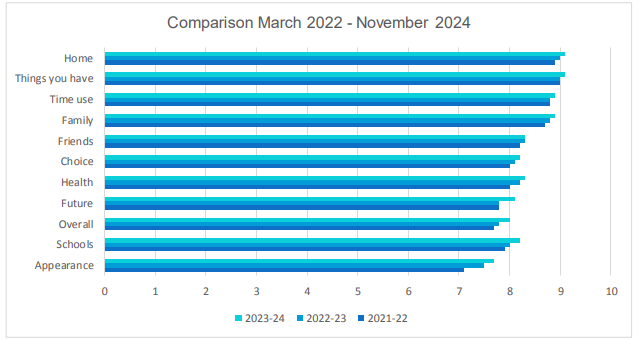 Comparison March 2022 - November 2024
Home
Things you have
Time use
Family
Friends
Choice
Health
Future
Overall
Schools
Appearance
0 1 2 3 4 5 6 7 8 9 10
2023-24 2022-23 2021-22